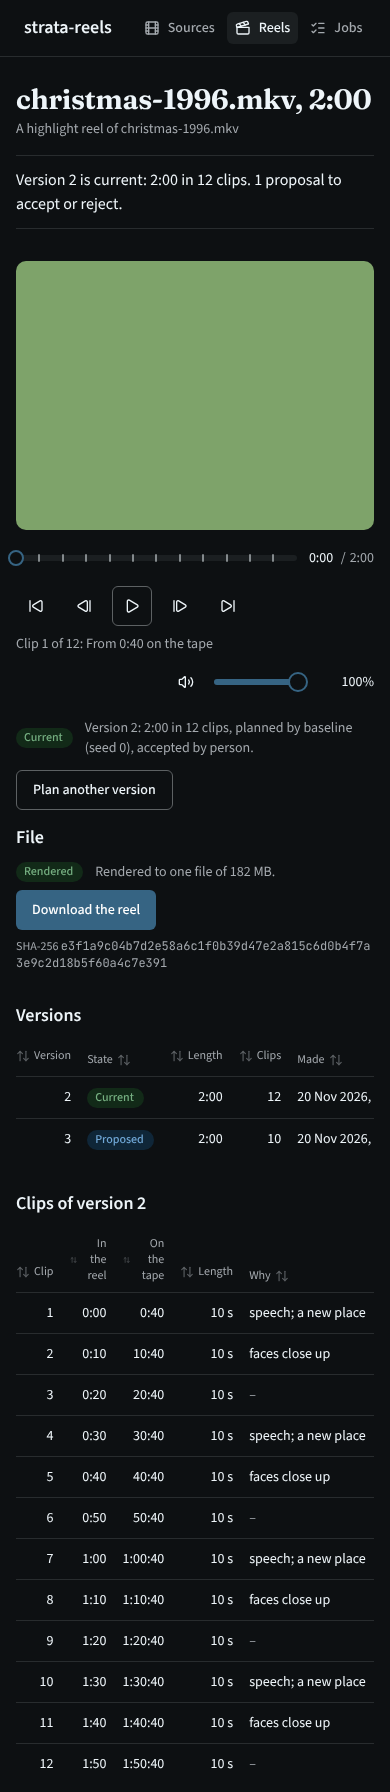 strata-reels Sources Reels Jobs
christmas-1996.mkv, 2:00
A highlight reel of christmas-1996.mkv
Version 2 is current: 2:00 in 12 clips. 1 proposal to
accept or reject.
0:00 / 2:00
Clip 1 of 12: From 0:40 on the tape
100%
Current Version 2: 2:00 in 12 clips, planned by baseline
(seed 0), accepted by person.
Plan another version
File
Rendered Rendered to one file of 182 MB.
Download the reel
SHA-256 e3f1a9c04b7d2e58a6c1f0b39d47e2a815c6d0b4f7a
3e9c2d18b5f60a4c7e391
Versions
Version State Length Clips Made
2 Current 2:00 12 20 Nov 2026,
3 Proposed 2:00 10 20 Nov 2026,
Clips of version 2
Clip In the reel On the tape Length Why
1 0:00 0:40 10 s speech; a new place
2 0:10 10:40 10 s faces close up
3 0:20 20:40 10 s –
4 0:30 30:40 10 s speech; a new place
5 0:40 40:40 10 s faces close up
6 0:50 50:40 10 s –
7 1:00 1:00:40 10 s speech; a new place
8 1:10 1:10:40 10 s faces close up
9 1:20 1:20:40 10 s –
10 1:30 1:30:40 10 s speech; a new place
11 1:40 1:40:40 10 s faces close up
12 1:50 1:50:40 10 s –